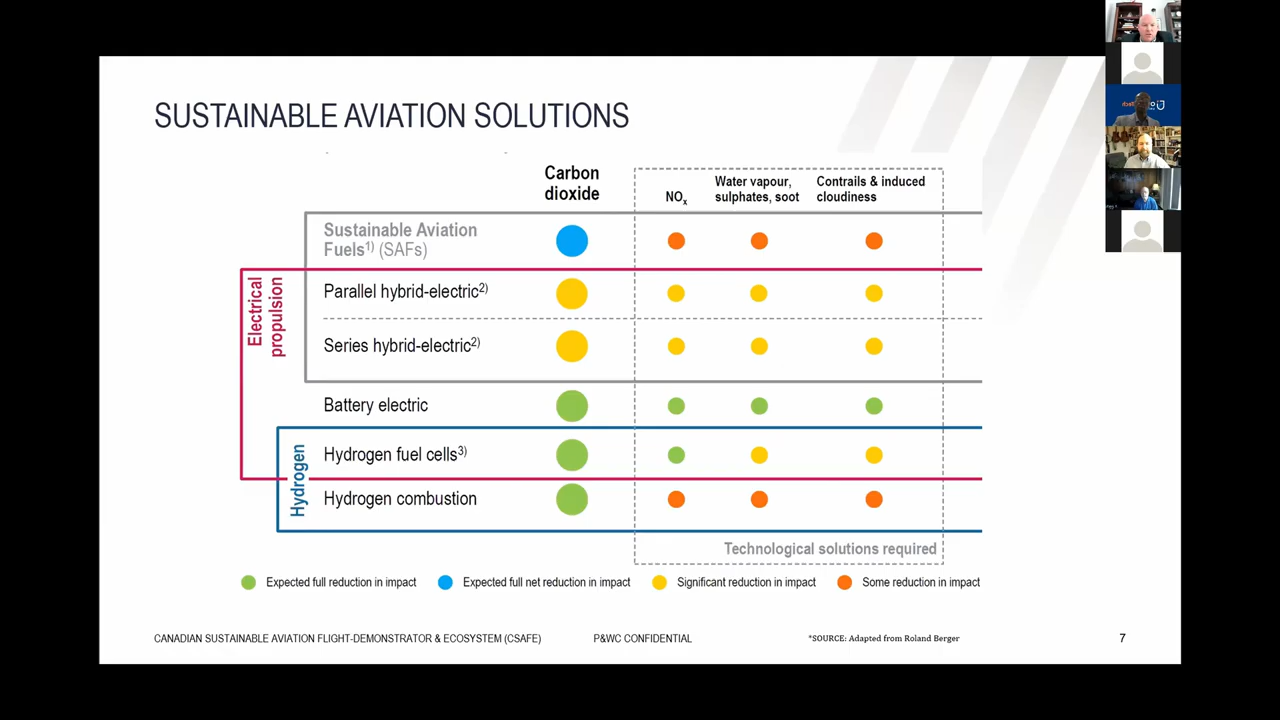 SUSTAINABLE AVIATION SOLUTIONS
Carbon
dioxide
NOx
Water vapour,
sulphates, soot
Contrails & induced
cloudiness
Sustainable Aviation
Fuels1) (SAFs)
Electrical
propulsion
Parallel hybrid-electric2)
Series hybrid-electric2)
Battery electric
Hydrogen
Hydrogen fuel cells3)
Hydrogen combustion
Technological solutions required
Expected full reduction in impact
Expected full net reduction in impact
Significant reduction in impact
Some reduction in impact
CANADIAN SUSTAINABLE AVIATION FLIGHT-DEMONSTRATOR & ECOSYSTEM (CSAFE)
P&WC CONFIDENTIAL
*SOURCE: Adapted from Roland Berger
7